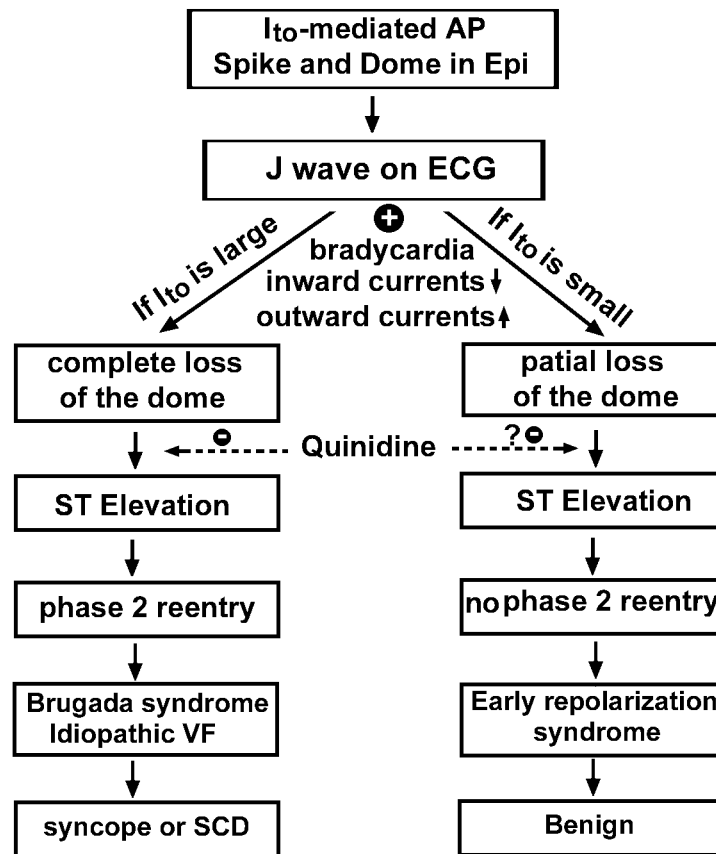 Ito-mediated AP
Spike and Dome in Epi
J wave on ECG
+
If Ito is large
bradycardia
inward currents
outward currents
If Ito is small
complete loss
of the dome
patial loss
of the dome
- Quinidine ? -
ST Elevation
ST Elevation
phase 2 reentry
no phase 2 reentry
Brugada syndrome
Idiopathic VF
Early repolarization
syndrome
syncope or SCD
Benign